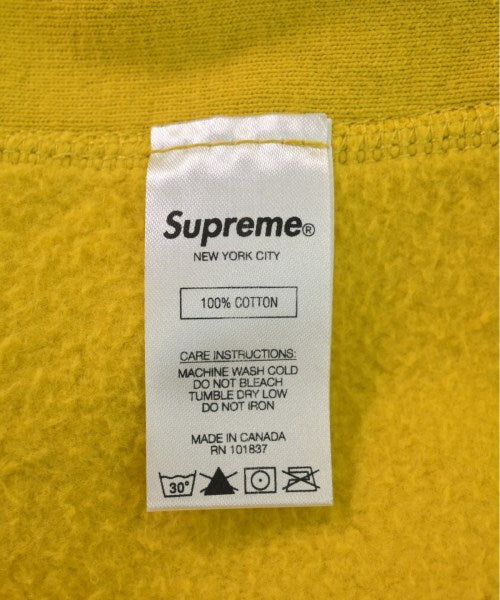 Supreme®
NEW YORK CITY
100% COTTON
CARE INSTRUCTIONS:
MACHINE WASH COLD
DO NOT BLEACH
TUMBLE DRY LOW
DO NOT IRON
MADE IN CANADA
RN 101837
30°